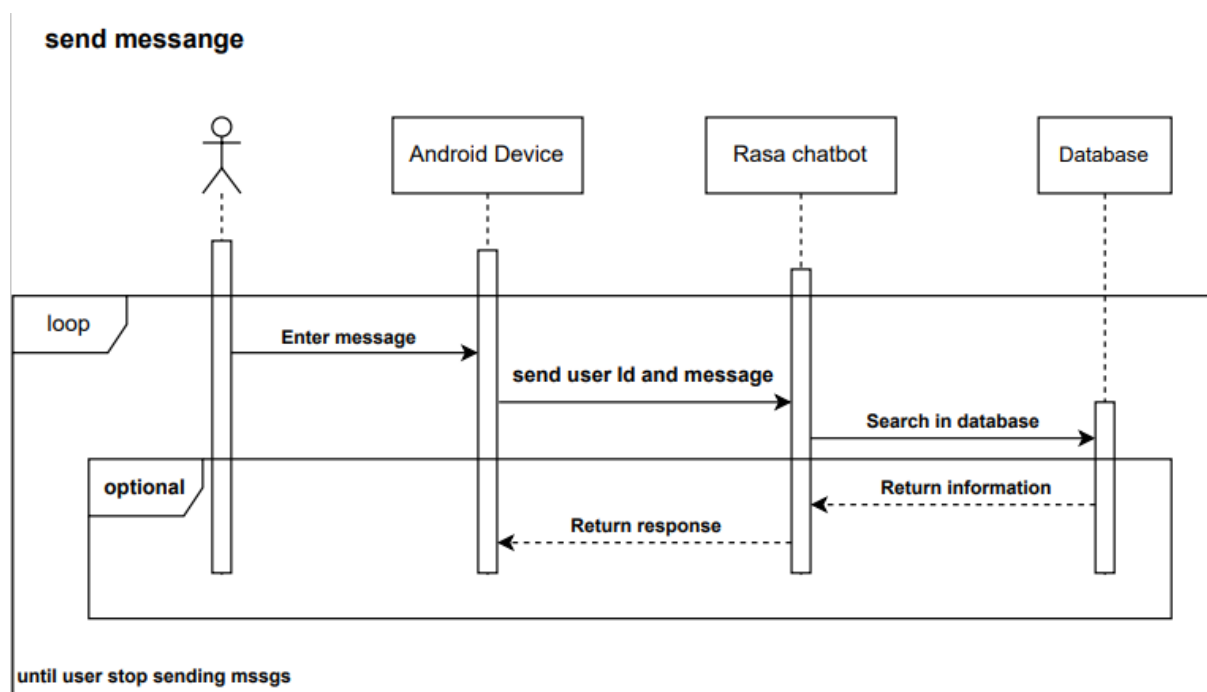 send messange
Android Device
Rasa chatbot
Database
loop
Enter message
send user Id and message
Search in database
optional
Return information
Return response
until user stop sending mssgs